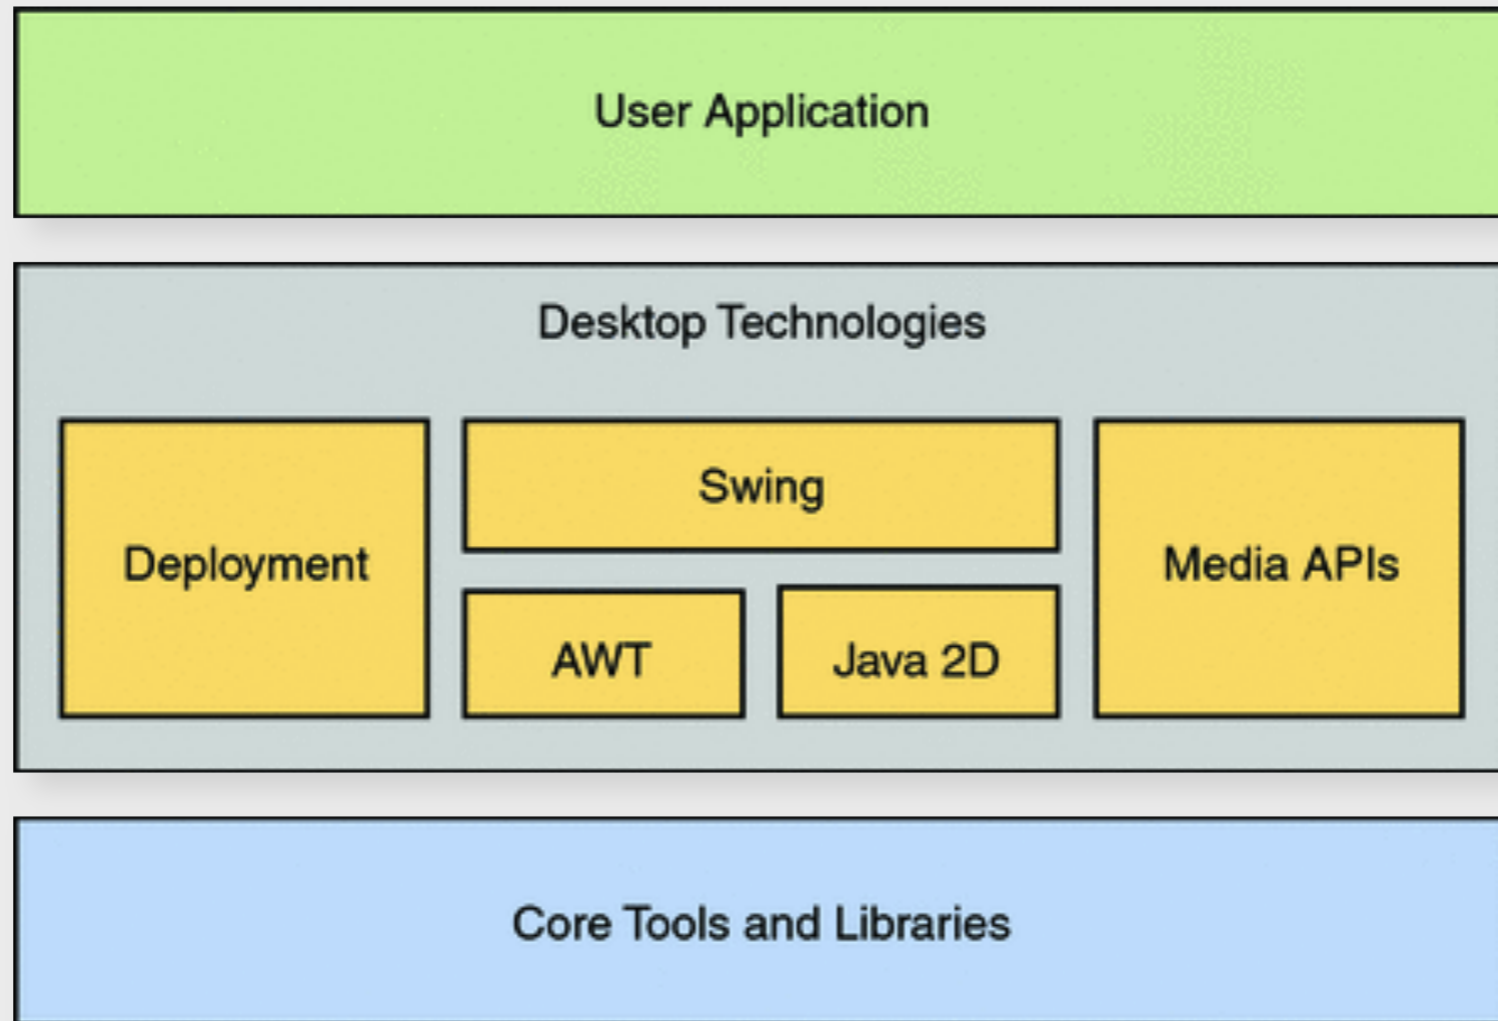 User Application
Desktop Technologies
Deployment
Swing
AWT
Java 2D
Media APIs
Core Tools and Libraries